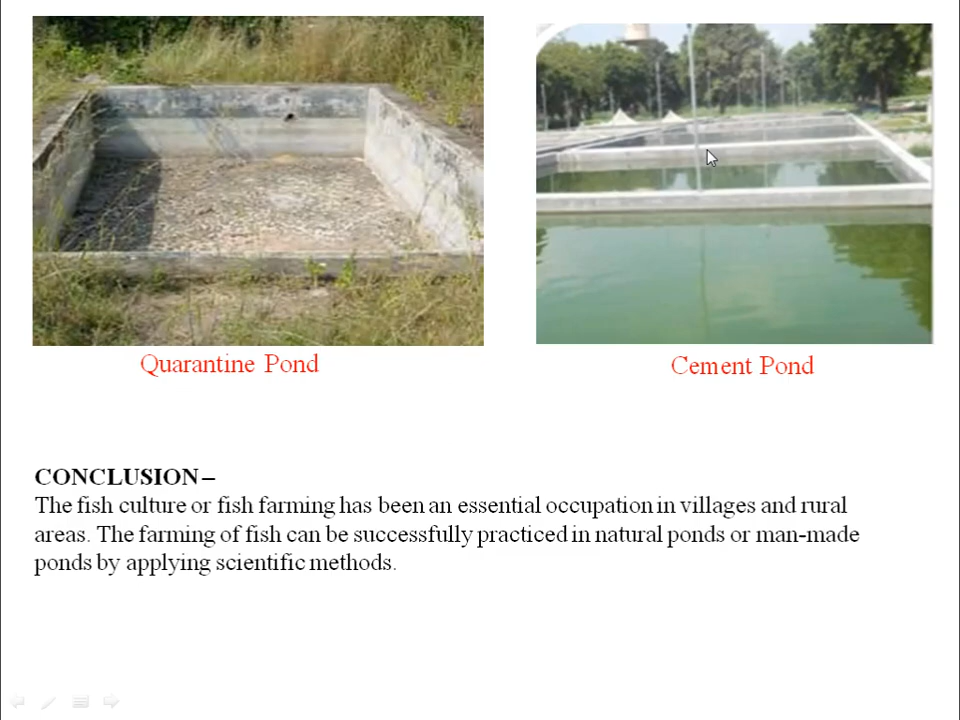 Quarantine Pond
Cement Pond
CONCLUSION –
The fish culture or fish farming has been an essential occupation in villages and rural
areas. The farming of fish can be successfully practiced in natural ponds or man-made
ponds by applying scientific methods.